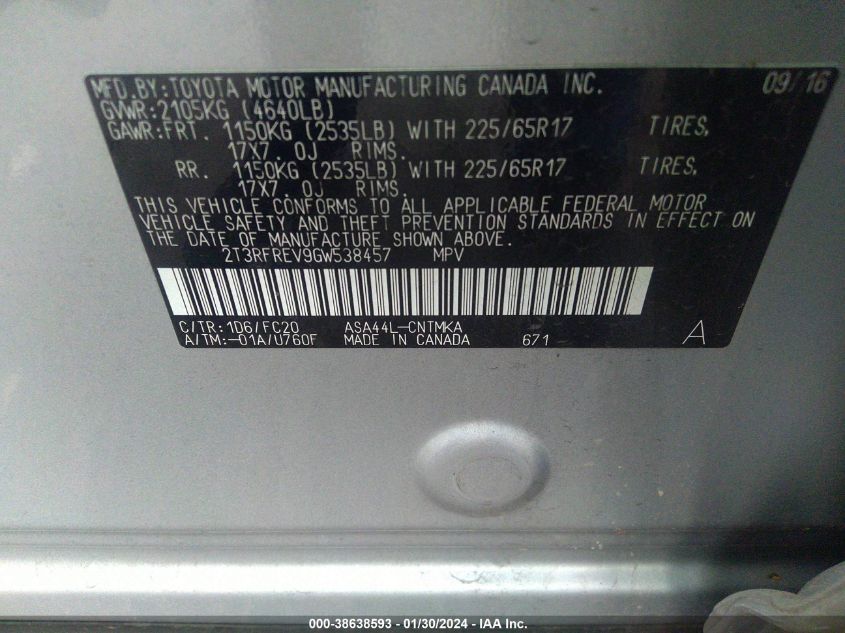 MFD. BY: TOYOTA MOTOR MANUFACTURING CANADA INC. 09/16
GVWR: 2105KG (4640LB)
GAWR: FRT. 1150KG (2535LB) WITH 225/65R17 TIRES,
17X7. 0J RIMS.
RR. 1150KG (2535LB) WITH 225/65R17 TIRES,
17X7 0J RIMS.
THIS VEHICLE CONFORMS TO ALL APPLICABLE FEDERAL MOTOR
VEHICLE SAFETY AND THEFT PREVENTION STANDARDS IN EFFECT ON
THE DATE OF MANUFACTURE SHOWN ABOVE.
2T3RFREV9GW538457 MPV
C/TR: 1D6/FC20 ASA44L-CNTMKA
A/TM: -01A/U760F MADE IN CANADA 671 A
000-38638593 - 01/30/2024 - IAA Inc.